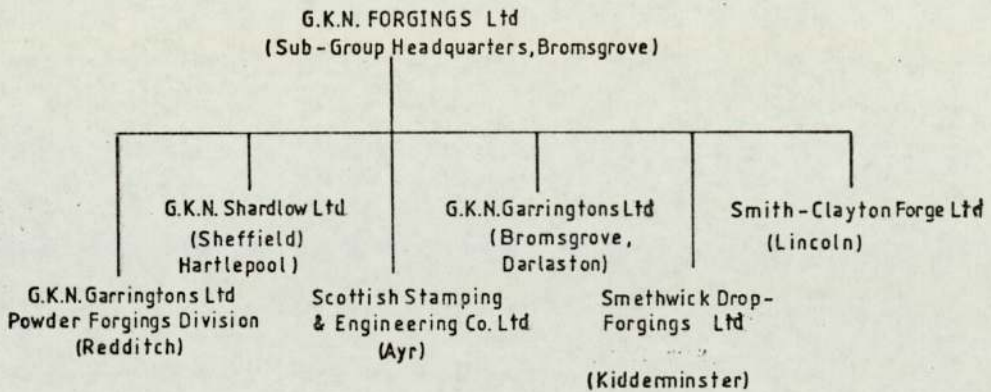 G.K.N. FORGINGS Ltd
(Sub-Group Headquarters, Bromsgrove)
G.K.N. Shardlow Ltd
(Sheffield)
Hartlepool)
G.K.N.Garringtons Ltd
(Bromsgrove,
Darlaston)
Smith-Clayton Forge Ltd
(Lincoln)
G.K.N.Garringtons Ltd
Powder Forgings Division
(Redditch)
Scottish Stamping
& Engineering Co. Ltd
(Ayr)
Smethwick Drop-
Forgings Ltd
(Kidderminster)